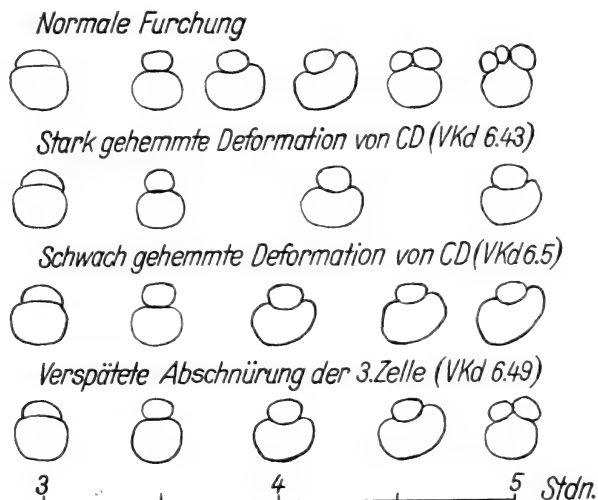 Normale Furchung
Stark gehemmte Deformation von CD (VKd 6.43)
Schwach gehemmte Deformation von CD (VKd 6.5)
Verspätete Abschnürung der 3. Zelle (VKd 6.49)
3 4 5 Stdn.